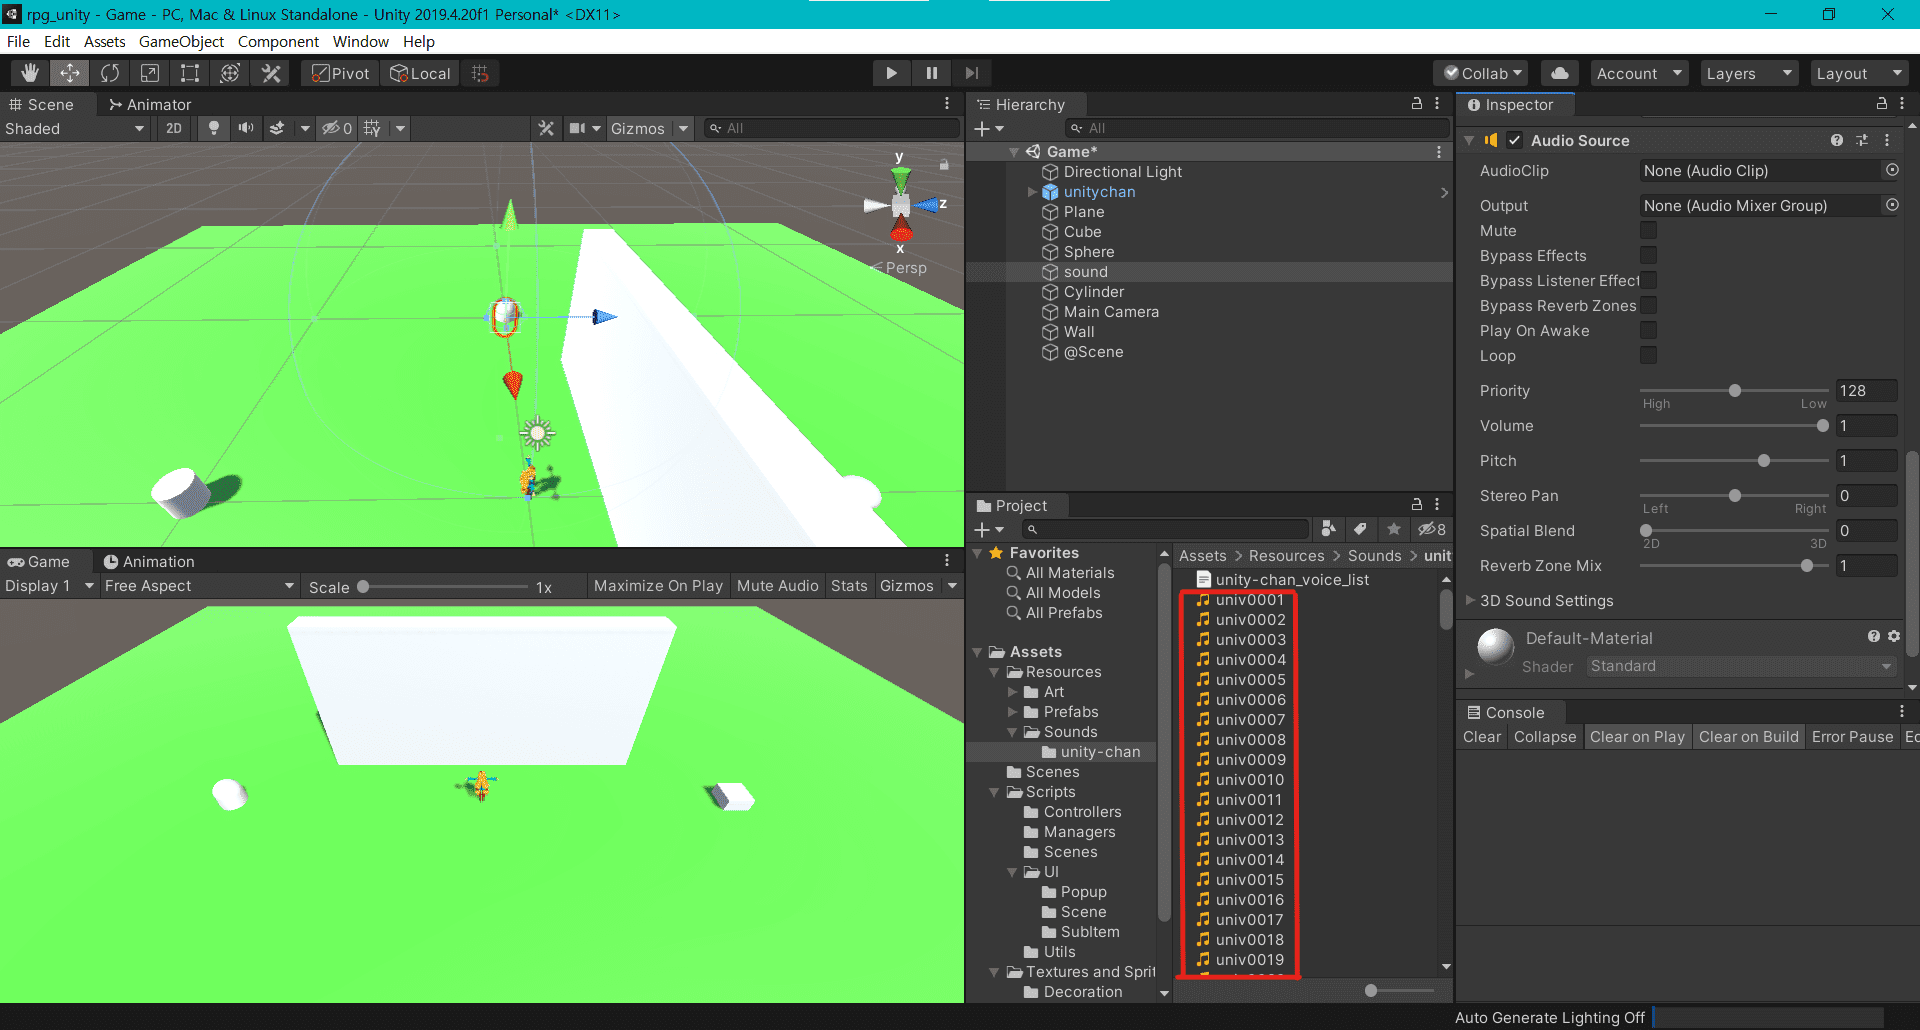 rpg_unity - Game - PC, Mac & Linux Standalone - Unity 2019.4.20f1 Personal* <DX11>
File Edit Assets GameObject Component Window Help
Pivot Local Collab Account Layers Layout
Scene Animator
Shaded 2D 0 Gizmos All
y
z
x
Persp
Game Animation
Display 1 Free Aspect Scale 1x Maximize On Play Mute Audio Stats Gizmos
Hierarchy
All
Game*
Directional Light
unitychan
Plane
Cube
Sphere
sound
Cylinder
Main Camera
Wall
@Scene
Project
8
Favorites
All Materials
All Models
All Prefabs
Assets
Resources
Art
Prefabs
Sounds
unity-chan
Scenes
Scripts
Controllers
Managers
Scenes
UI
Popup
Scene
SubItem
Utils
Textures and Sprit
Decoration
Assets > Resources > Sounds > unit
unity-chan_voice_list
univ0001
univ0002
univ0003
univ0004
univ0005
univ0006
univ0007
univ0008
univ0009
univ0010
univ0011
univ0012
univ0013
univ0014
univ0015
univ0016
univ0017
univ0018
univ0019
Inspector
Audio Source
AudioClip None (Audio Clip)
Output None (Audio Mixer Group)
Mute
Bypass Effects
Bypass Listener Effect
Bypass Reverb Zones
Play On Awake
Loop
Priority 128
High Low
Volume 1
Pitch 1
Stereo Pan 0
Left Right
Spatial Blend 0
2D 3D
Reverb Zone Mix 1
3D Sound Settings
Default-Material
Shader Standard
Console
Clear Collapse Clear on Play Clear on Build Error Pause Ec
Auto Generate Lighting Off